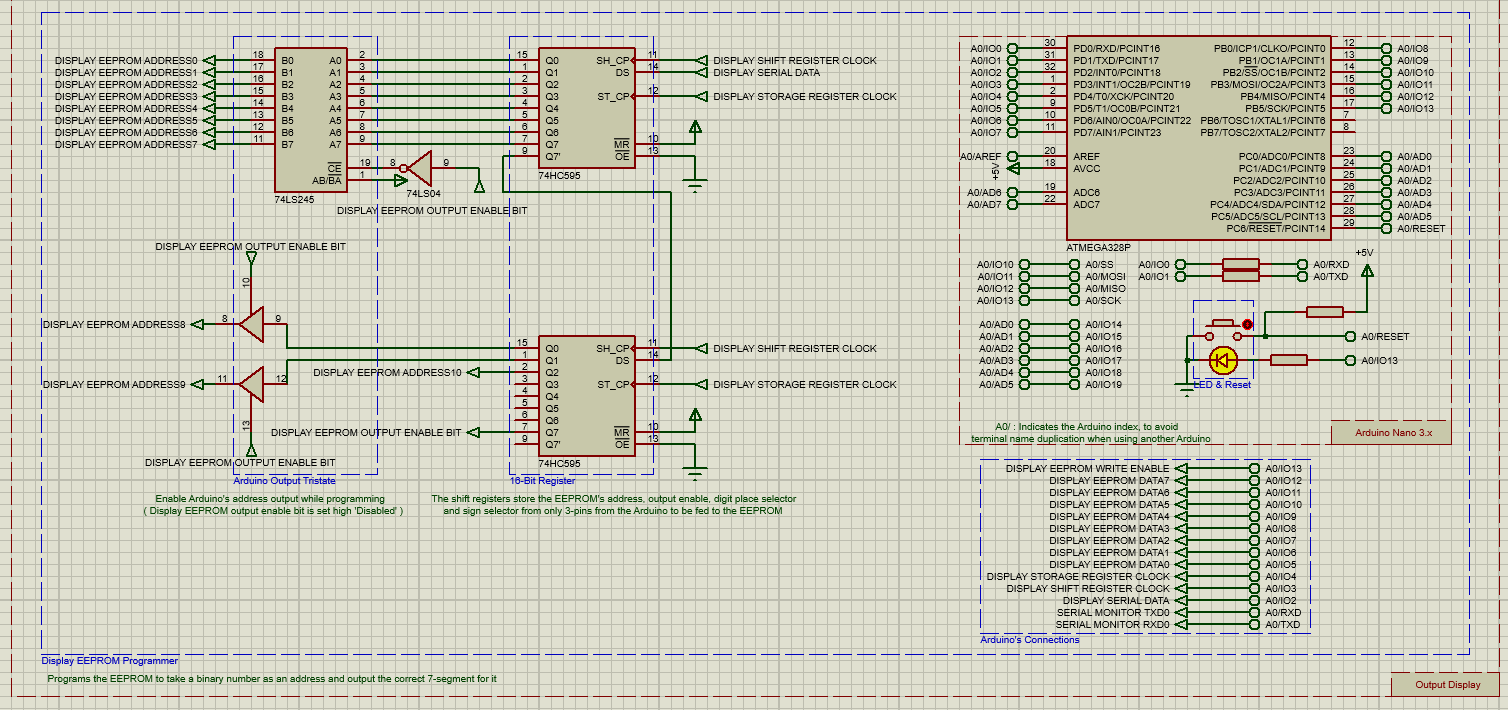 DISPLAY EEPROM ADDRESS0 18 B0 A0 2
DISPLAY EEPROM ADDRESS1 17 B1 A1 3
DISPLAY EEPROM ADDRESS2 16 B2 A2 4
DISPLAY EEPROM ADDRESS3 15 B3 A3 5
DISPLAY EEPROM ADDRESS4 14 B4 A4 6
DISPLAY EEPROM ADDRESS5 13 B5 A5 7
DISPLAY EEPROM ADDRESS6 12 B6 A6 8
DISPLAY EEPROM ADDRESS7 11 B7 A7 9
CE 19
AB/BA 1
74LS245
8 9
74LS04
DISPLAY EEPROM OUTPUT ENABLE BIT
15 Q0 SH_CP 11 DISPLAY SHIFT REGISTER CLOCK
1 Q1 DS 14 DISPLAY SERIAL DATA
2 Q2
3 Q3 ST_CP 12 DISPLAY STORAGE REGISTER CLOCK
4 Q4
5 Q5
6 Q6
7 Q7 MR 10
9 Q7' OE 13
74HC595
DISPLAY EEPROM OUTPUT ENABLE BIT
10
DISPLAY EEPROM ADDRESS8 8 9
DISPLAY EEPROM ADDRESS9 11 12
13
DISPLAY EEPROM OUTPUT ENABLE BIT
Arduino Output Tristate
Enable Arduino's address output while programming
( Display EEPROM output enable bit is set high 'Disabled' )
15 Q0 SH_CP 11 DISPLAY SHIFT REGISTER CLOCK
1 Q1 DS 14
DISPLAY EEPROM ADDRESS10 2 Q2
3 Q3 ST_CP 12 DISPLAY STORAGE REGISTER CLOCK
4 Q4
5 Q5
6 Q6
DISPLAY EEPROM OUTPUT ENABLE BIT 7 Q7 MR 10
9 Q7' OE 13
74HC595
16-Bit Register
The shift registers store the EEPROM's address, output enable, digit place selector
and sign selector from only 3-pins from the Arduino to be fed to the EEPROM
A0/IO0 30 PD0/RXD/PCINT16 PB0/ICP1/CLKO/PCINT0 12 A0/IO8
A0/IO1 31 PD1/TXD/PCINT17 PB1/OC1A/PCINT1 13 A0/IO9
A0/IO2 32 PD2/INT0/PCINT18 PB2/SS/OC1B/PCINT2 14 A0/IO10
A0/IO3 1 PD3/INT1/OC2B/PCINT19 PB3/MOSI/OC2A/PCINT3 15 A0/IO11
A0/IO4 2 PD4/T0/XCK/PCINT20 PB4/MISO/PCINT4 16 A0/IO12
A0/IO5 9 PD5/T1/OC0B/PCINT21 PB5/SCK/PCINT5 17 A0/IO13
A0/IO6 10 PD6/AIN0/OC0A/PCINT22 PB6/TOSC1/XTAL1/PCINT6 7
A0/IO7 11 PD7/AIN1/PCINT23 PB7/TOSC2/XTAL2/PCINT7 8
A0/AREF 20 AREF PC0/ADC0/PCINT8 23 A0/AD0
+5V 18 AVCC PC1/ADC1/PCINT9 24 A0/AD1
PC2/ADC2/PCINT10 25 A0/AD2
A0/AD6 19 ADC6 PC3/ADC3/PCINT11 26 A0/AD3
A0/AD7 22 ADC7 PC4/ADC4/SDA/PCINT12 27 A0/AD4
PC5/ADC5/SCL/PCINT13 28 A0/AD5
PC6/RESET/PCINT14 29 A0/RESET
ATMEGA328P
+5V
A0/IO10 A0/SS A0/IO0 A0/RXD
A0/IO11 A0/MOSI A0/IO1 A0/TXD
A0/IO12 A0/MISO
A0/IO13 A0/SCK
A0/AD0 A0/IO14
A0/AD1 A0/IO15 A0/RESET
A0/AD2 A0/IO16
A0/AD3 A0/IO17 A0/IO13
A0/AD4 A0/IO18
A0/AD5 A0/IO19
LED & Reset
A0/ : Indicates the Arduino index, to avoid
terminal name duplication when using another Arduino
Arduino Nano 3.x
DISPLAY EEPROM WRITE ENABLE A0/IO13
DISPLAY EEPROM DATA7 A0/IO12
DISPLAY EEPROM DATA6 A0/IO11
DISPLAY EEPROM DATA5 A0/IO10
DISPLAY EEPROM DATA4 A0/IO9
DISPLAY EEPROM DATA3 A0/IO8
DISPLAY EEPROM DATA2 A0/IO7
DISPLAY EEPROM DATA1 A0/IO6
DISPLAY EEPROM DATA0 A0/IO5
DISPLAY STORAGE REGISTER CLOCK A0/IO4
DISPLAY SHIFT REGISTER CLOCK A0/IO3
DISPLAY SERIAL DATA A0/IO2
SERIAL MONITOR TXD0 A0/RXD
SERIAL MONITOR RXD0 A0/TXD
Arduino's Connections
Display EEPROM Programmer
Programs the EEPROM to take a binary number as an address and output the correct 7-segment for it
Output Display